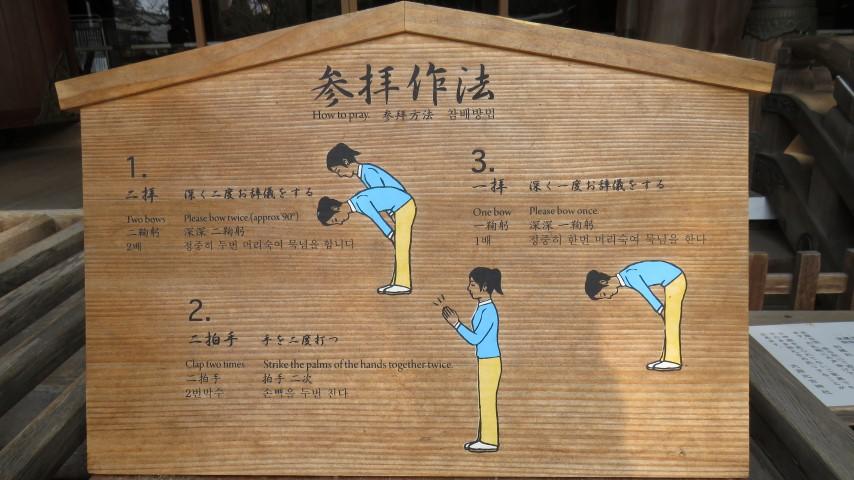 参拝作法
How to pray. 参拜方法 참배방법
1.
二拝 深く二度お辞儀をする
Two bows Please bow twice.(approx 90°)
二鞠躬 深深 二鞠躬
2배 정중히 두번 머리숙여 묵념을 합니다
2.
二拍手 手を二度打つ
Clap two times Strike the palms of the hands together twice.
二拍手 拍手 二次
2번박수 손벽을 두번 친다
3.
一拝 深く一度お辞儀をする
One bow Please bow once.
一鞠躬 深深 一鞠躬
1배 정중히 한번 머리숙여 묵념을 한다